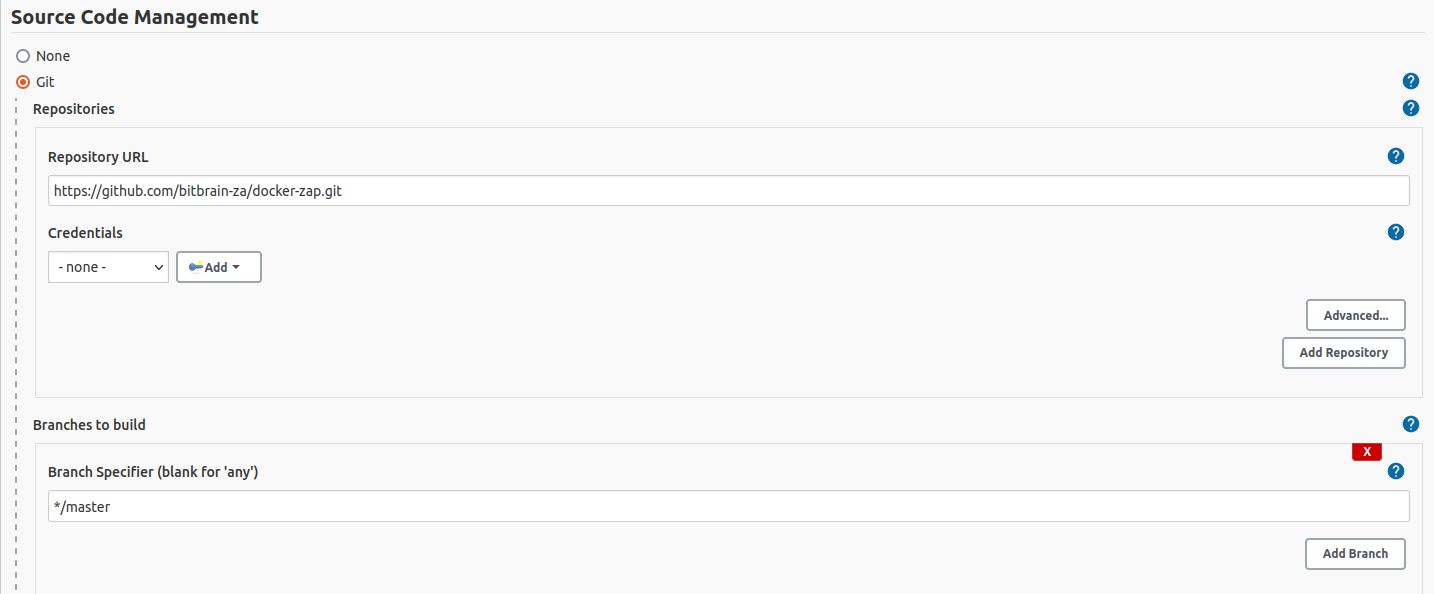 Source Code Management
None
Git
?
Repositories
?
Repository URL
?
https://github.com/bitbrain-za/docker-zap.git
Credentials
?
- none -
Add
Advanced...
Add Repository
Branches to build
?
X
Branch Specifier (blank for 'any')
?
*/master
Add Branch